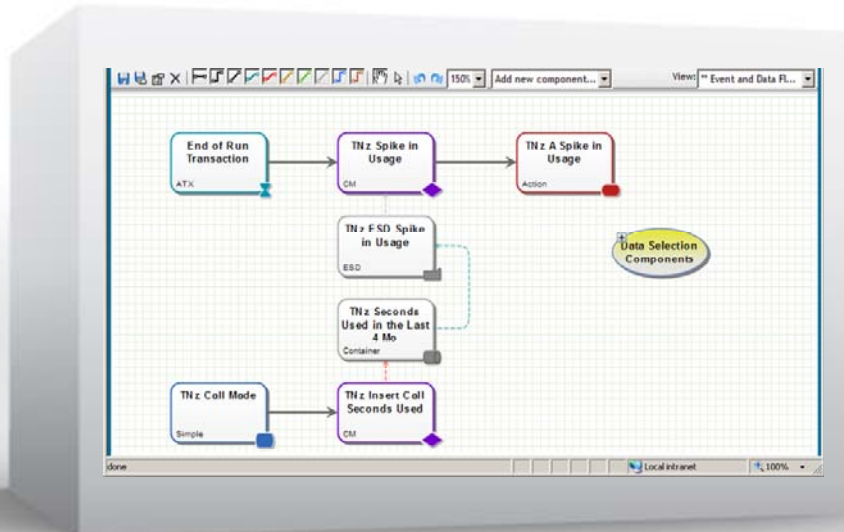 150%
Add new component...
View:
** Event and Data Fl...
End of Run
Transaction
ATX
TNz Spike in
Usage
CM
TNz A Spike in
Usage
Action
TNz ESD Spike
in Usage
ESD
Data Selection
Components
TNz Seconds
Used in the Last
4 Mo
Container
TNz Call Mode
Simple
TNz Insert Call
Seconds Used
CM
done
Local intranet
100%